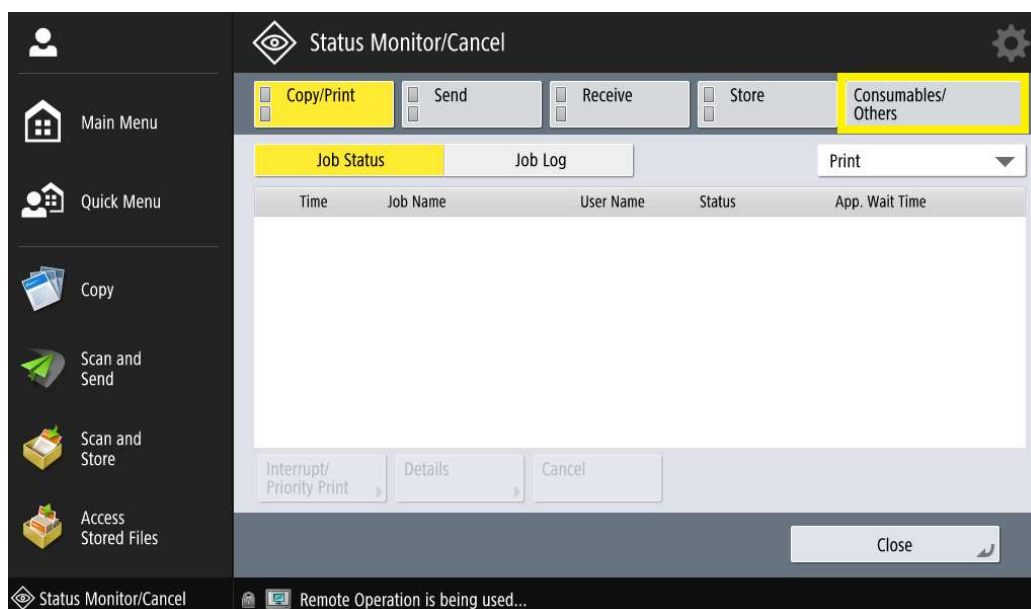 Status Monitor/Cancel
Copy/Print
Send
Receive
Store
Consumables/
Others
Main Menu
Job Status
Job Log
Print
Quick Menu
Time
Job Name
User Name
Status
App. Wait Time
Copy
Scan and
Send
Scan and
Store
Interrupt/
Priority Print
Details
Cancel
Access
Stored Files
Close
Status Monitor/Cancel
Remote Operation is being used...